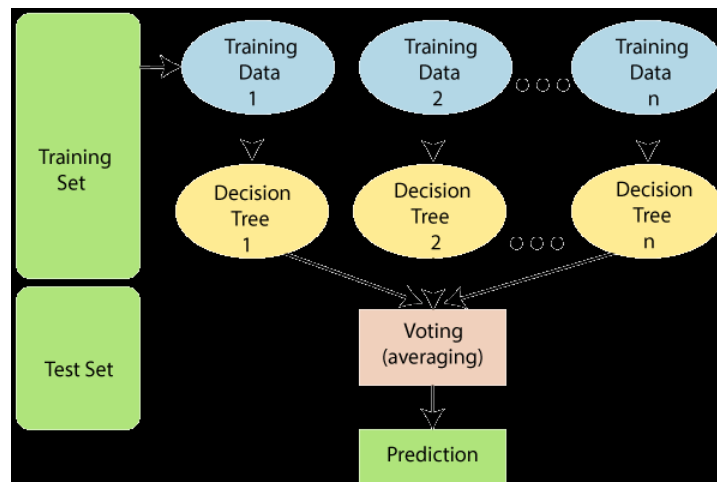 Training
Set
Test Set
Training
Data
1
Training
Data
2
Training
Data
n
Decision
Tree
1
Decision
Tree
2
Decision
Tree
n
Voting
(averaging)
Prediction